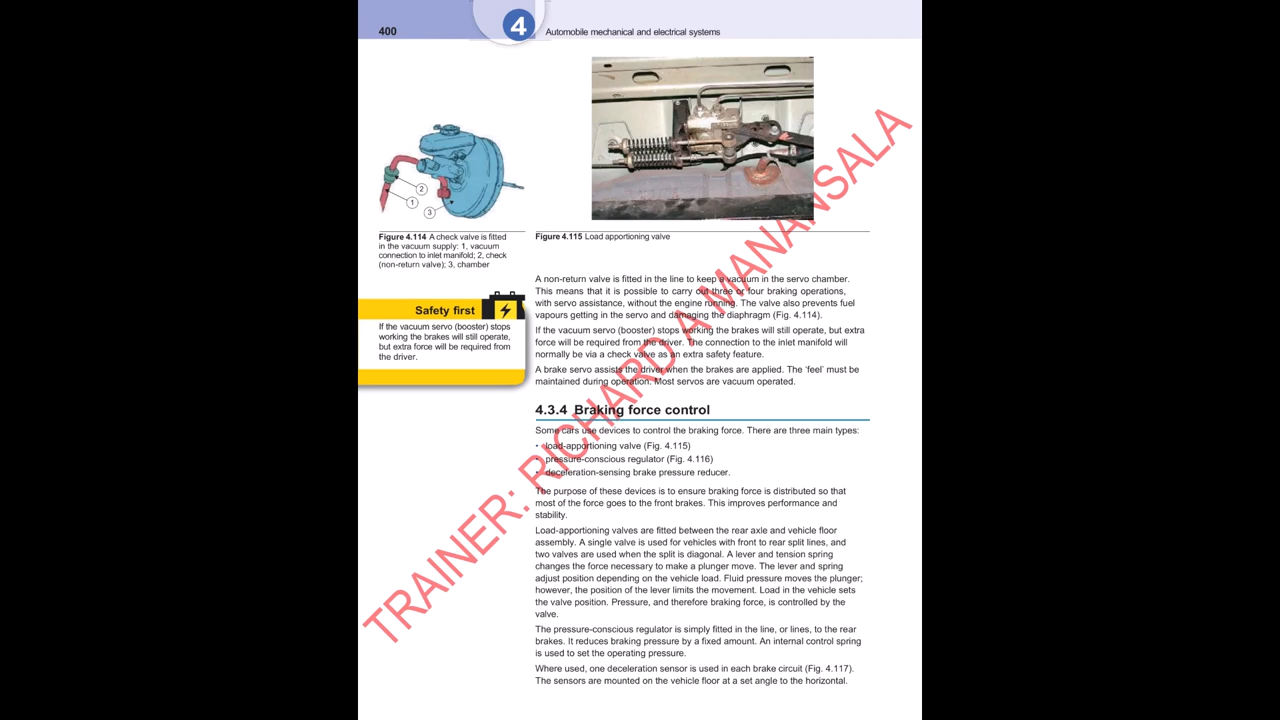 400
4
Automobile mechanical and electrical systems
2
1
3
Figure 4.114 A check valve is fitted
in the vacuum supply: 1, vacuum
connection to inlet manifold; 2, check
(non-return valve); 3, chamber
Figure 4.115 Load apportioning valve
Safety first
If the vacuum servo (booster) stops
working the brakes will still operate,
but extra force will be required from
the driver.
A non-return valve is fitted in the line to keep a vacuum in the servo chamber.
This means that it is possible to carry out three or four braking operations,
with servo assistance, without the engine running. The valve also prevents fuel
vapours getting in the servo and damaging the diaphragm (Fig. 4.114).
If the vacuum servo (booster) stops working the brakes will still operate, but extra
force will be required from the driver. The connection to the inlet manifold will
normally be via a check valve as an extra safety feature.
A brake servo assists the driver when the brakes are applied. The ‘feel’ must be
maintained during operation. Most servos are vacuum operated.
4.3.4 Braking force control
Some cars use devices to control the braking force. There are three main types:
• load-apportioning valve (Fig. 4.115)
• pressure-conscious regulator (Fig. 4.116)
• deceleration-sensing brake pressure reducer.
The purpose of these devices is to ensure braking force is distributed so that
most of the force goes to the front brakes. This improves performance and
stability.
Load-apportioning valves are fitted between the rear axle and vehicle floor
assembly. A single valve is used for vehicles with front to rear split lines, and
two valves are used when the split is diagonal. A lever and tension spring
changes the force necessary to make a plunger move. The lever and spring
adjust position depending on the vehicle load. Fluid pressure moves the plunger;
however, the position of the lever limits the movement. Load in the vehicle sets
the valve position. Pressure, and therefore braking force, is controlled by the
valve.
The pressure-conscious regulator is simply fitted in the line, or lines, to the rear
brakes. It reduces braking pressure by a fixed amount. An internal control spring
is used to set the operating pressure.
Where used, one deceleration sensor is used in each brake circuit (Fig. 4.117).
The sensors are mounted on the vehicle floor at a set angle to the horizontal.
TRAINER: RICHARD A MANANSALA